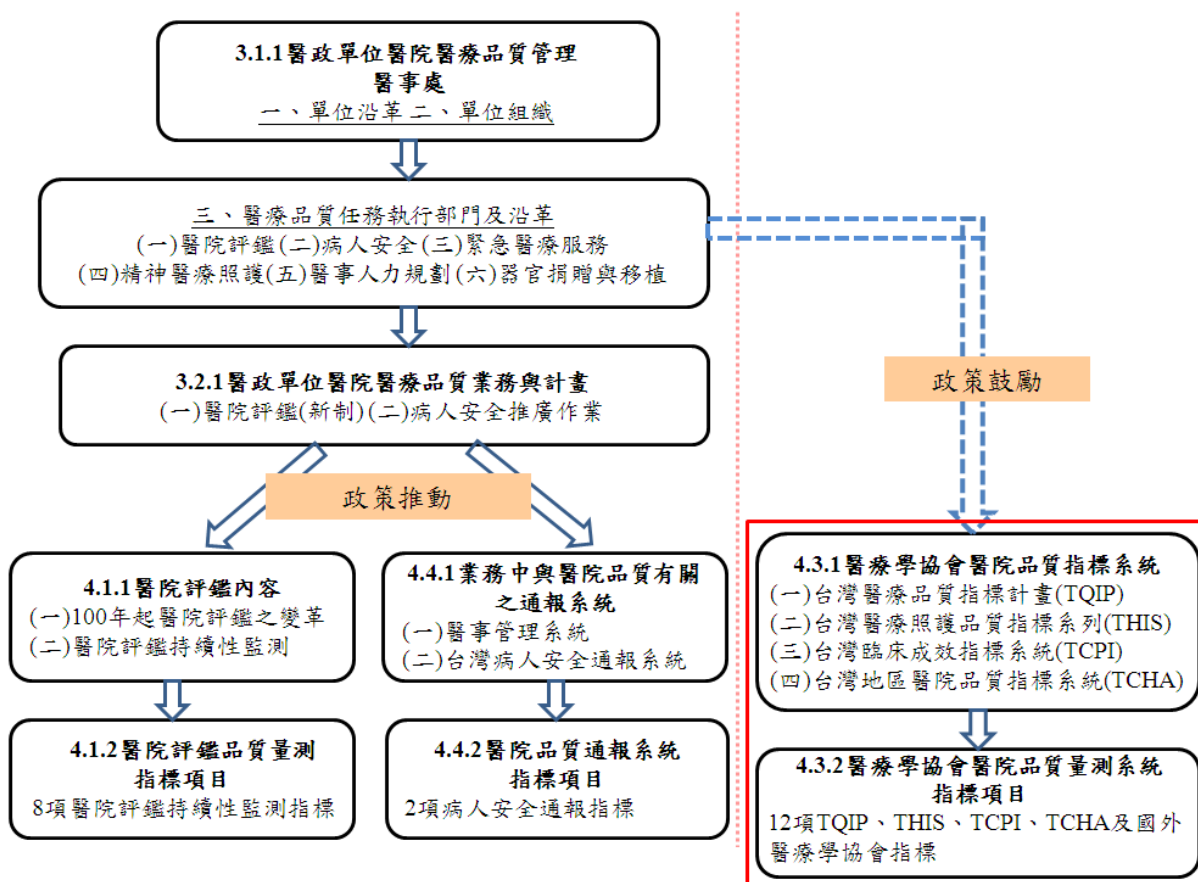 3.1.1醫政單位醫院醫療品質管理
醫事處
一、單位沿革 二、單位組織
三、醫療品質任務執行部門及沿革
(一)醫院評鑑(二)病人安全(三)緊急醫療服務
(四)精神醫療照護(五)醫事人力規劃(六)器官捐贈與移植
3.2.1醫政單位醫院醫療品質業務與計畫
(一)醫院評鑑(新制)(二)病人安全推廣作業
政策鼓勵
政策推動
4.1.1醫院評鑑內容
(一)100年起醫院評鑑之變革
(二)醫院評鑑持續性監測
4.4.1業務中與醫院品質有關
之通報系統
(一)醫事管理系統
(二)台灣病人安全通報系統
4.3.1醫療學協會醫院品質指標系統
(一)台灣醫療品質指標計畫(TQIP)
(二)台灣醫療照護品質指標系列(THIS)
(三)台灣臨床成效指標系統(TCPI)
(四)台灣地區醫院品質指標系統(TCHA)
4.1.2醫院評鑑品質量測
指標項目
8項醫院評鑑持續性監測指標
4.4.2醫院品質通報系統
指標項目
2項病人安全通報指標
4.3.2醫療學協會醫院品質量測系統
指標項目
12項TQIP、THIS、TCPI、TCHA及國外
醫療學協會指標